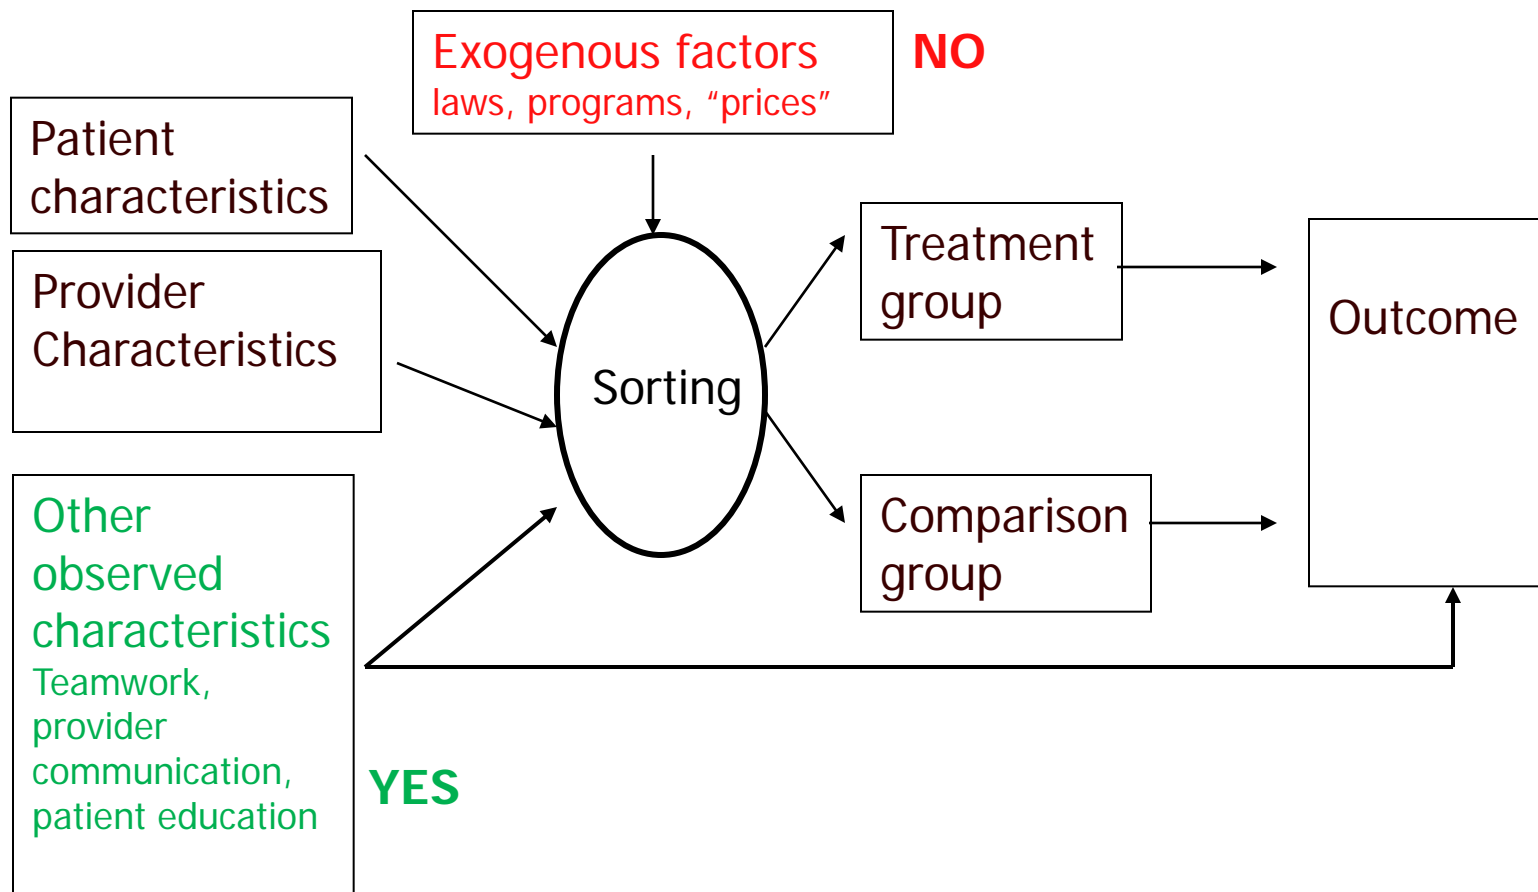 Exogenous factors
laws, programs, “prices”
NO
Patient
characteristics
Provider
Characteristics
Other
observed
characteristics
Teamwork,
provider
communication,
patient education
YES
Sorting
Treatment
group
Comparison
group
Outcome